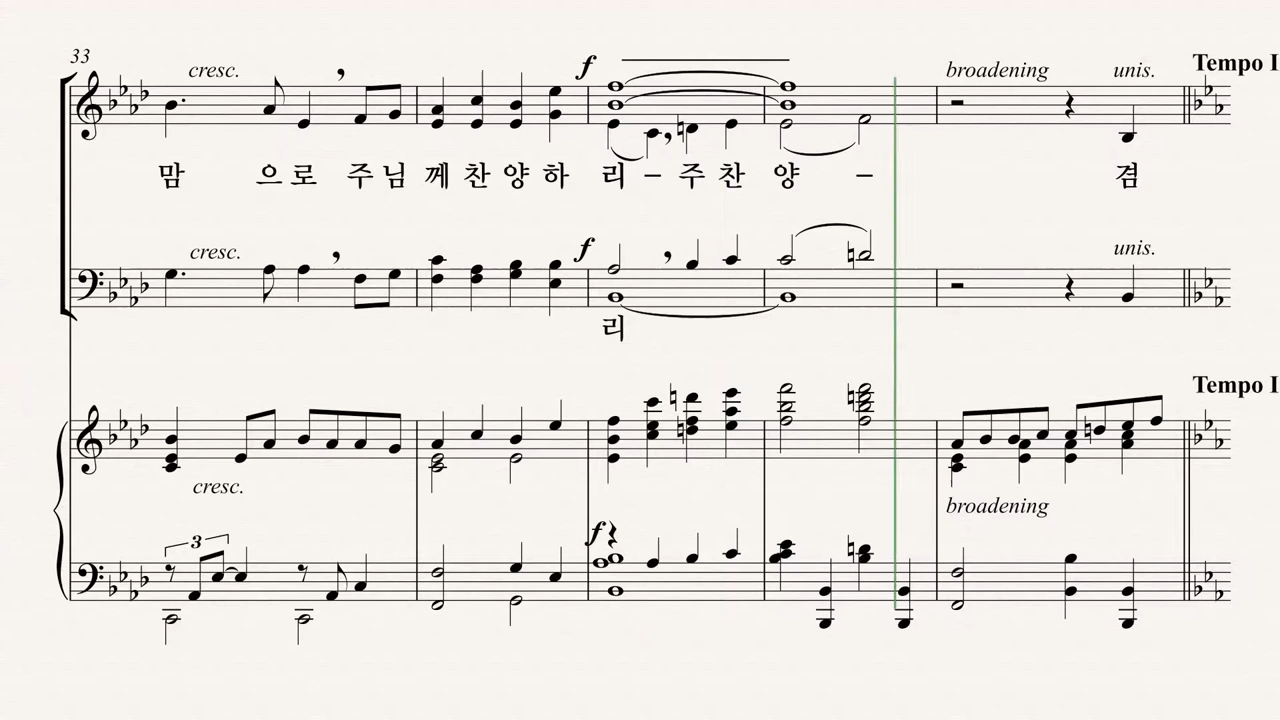 33
cresc.
f
broadening
unis.
Tempo I
맘 으 로 주 님 께 찬 양 하 리 – 주 찬 양 – 겸
cresc.
f
unis.
리
Tempo I
cresc.
broadening
3
f